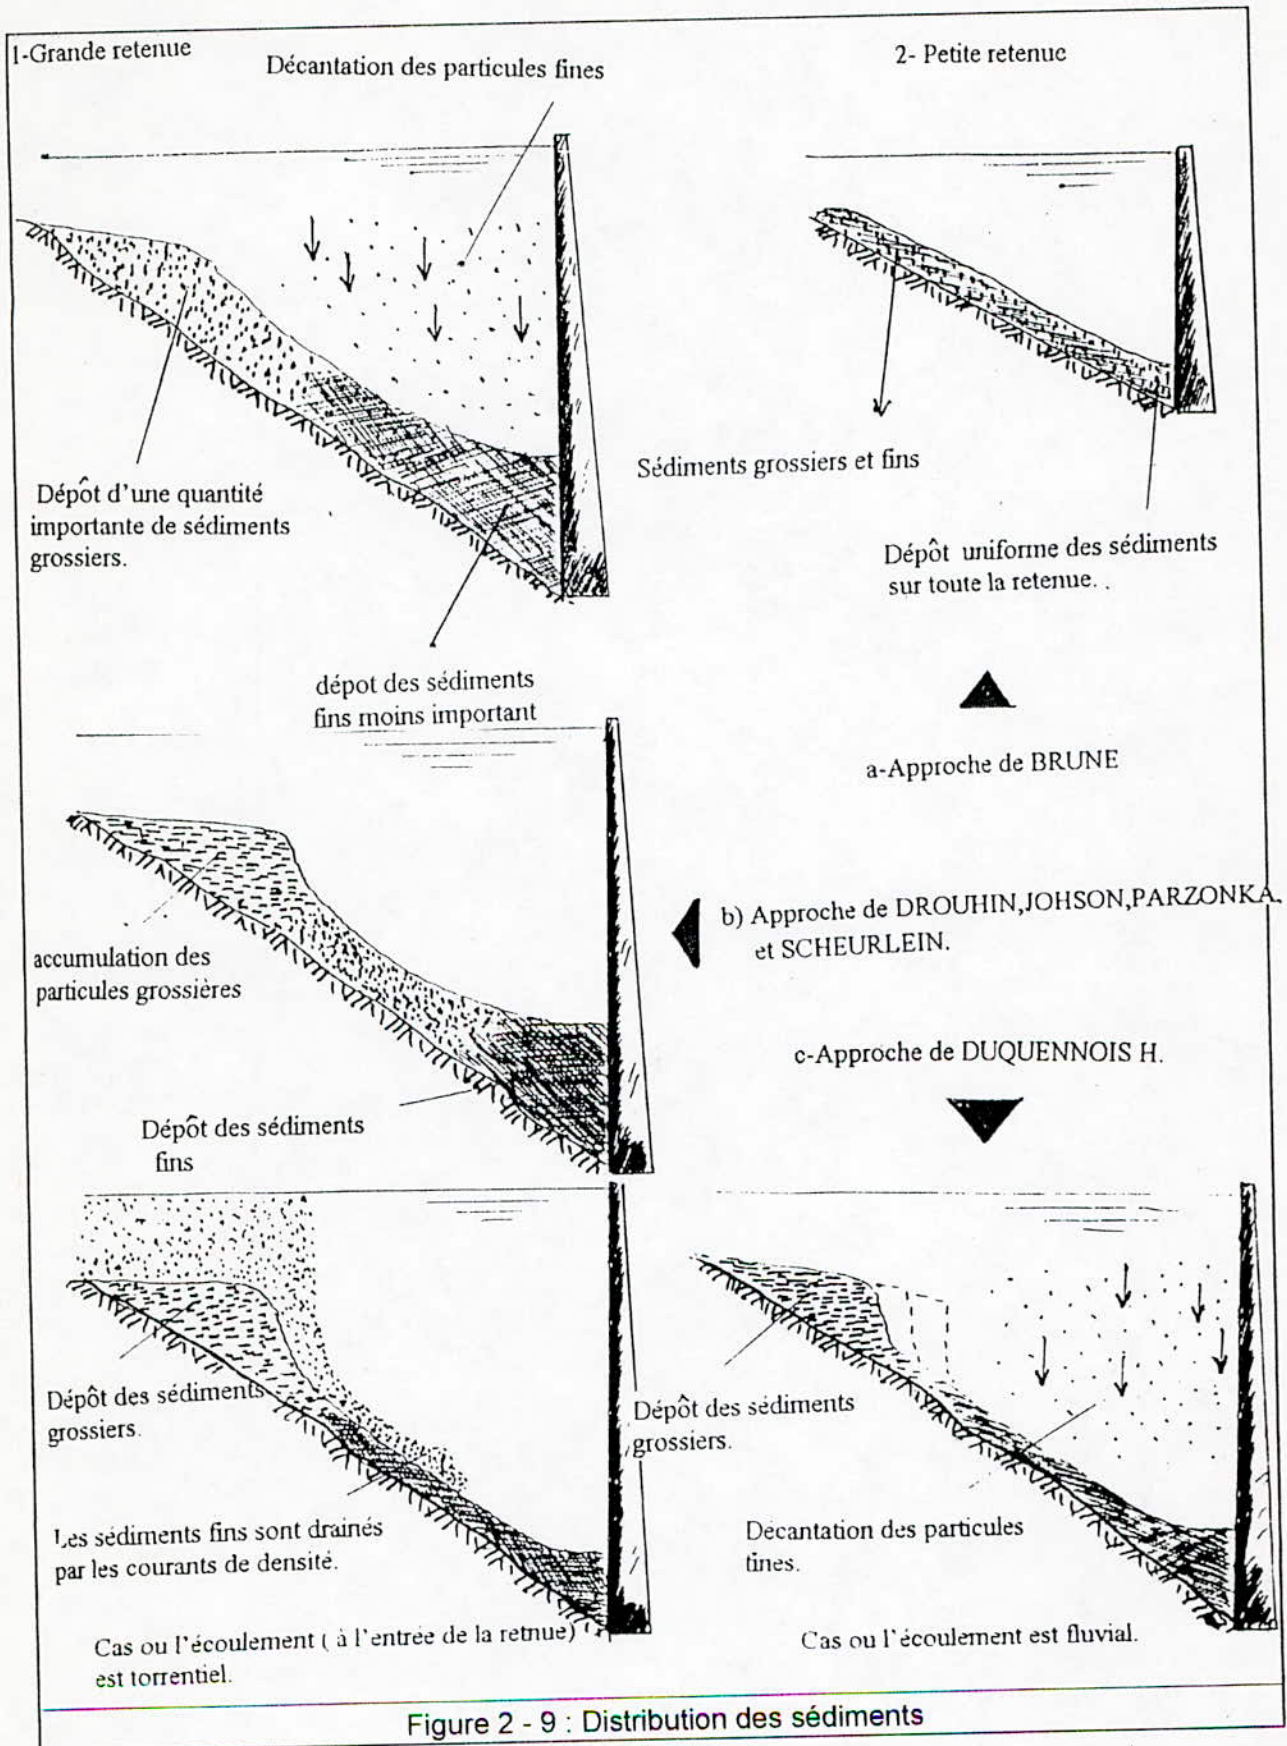 1-Grande retenue
Décantation des particules fines
2- Petite retenue
Sédiments grossiers et fins
Dépôt d'une quantité
importante de sédiments
grossiers.
Dépôt uniforme des sédiments
sur toute la retenue. .
dépot des sédiments
fins moins important
a-Approche de BRUNE
b) Approche de DROUHIN,JOHSON,PARZONKA.
et SCHEURLEIN.
accumulation des
particules grossières
c-Approche de DUQUENNOIS H.
Dépôt des sédiments
fins
Dépôt des sédiments
grossiers.
Dépôt des sédiments
grossiers.
Les sédiments fins sont drainés
par les courants de densité.
Décantation des particules
fines.
Cas ou l'écoulement ( à l'entrée de la retnue)
est torrentiel.
Cas ou l'écoulement est fluvial.
Figure 2 - 9 : Distribution des sédiments